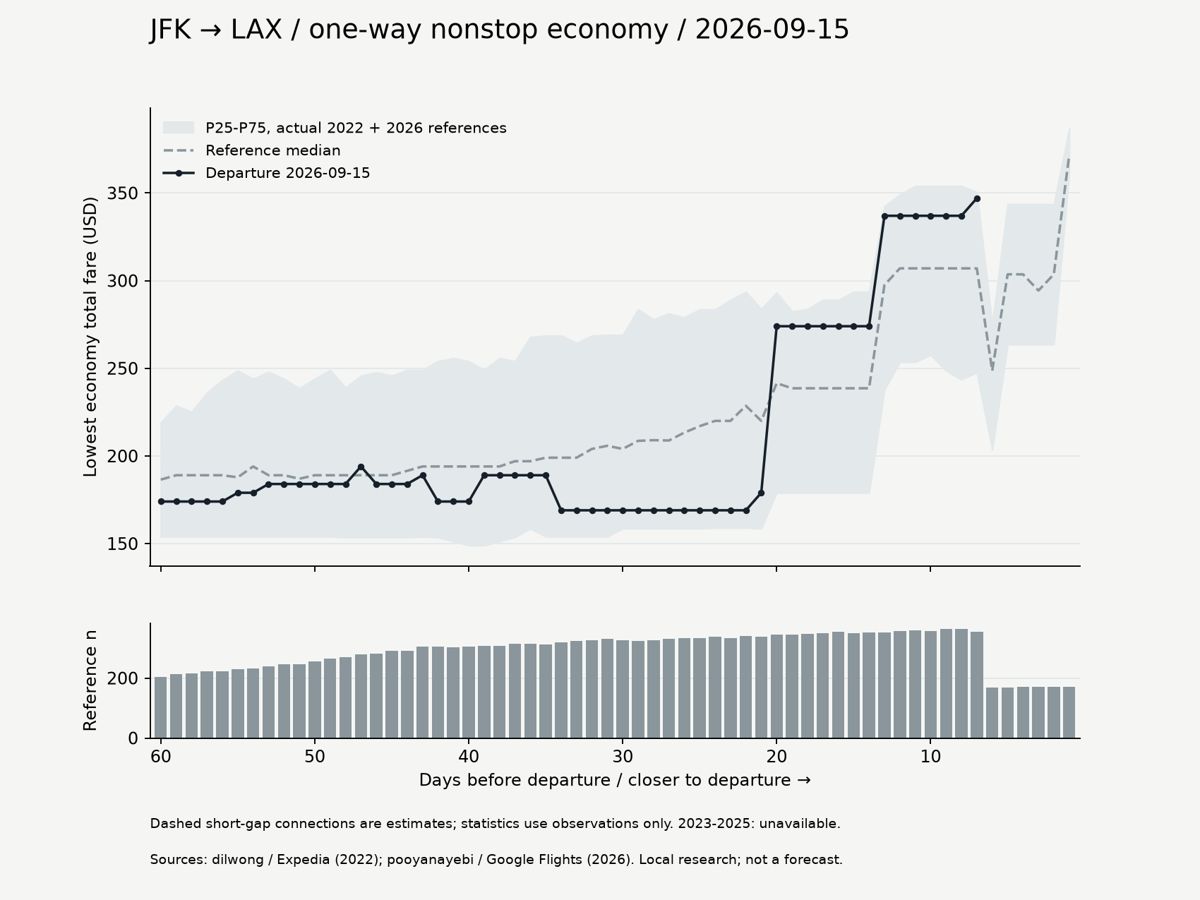 JFK → LAX / one-way nonstop economy / 2026-09-15
P25-P75, actual 2022 + 2026 references
Reference median
Departure 2026-09-15
Lowest economy total fare (USD)
350
300
250
200
150
Reference n
200
0
60 50 40 30 20 10
Days before departure / closer to departure →
Dashed short-gap connections are estimates; statistics use observations only. 2023-2025: unavailable.
Sources: dilwong / Expedia (2022); pooyanayebi / Google Flights (2026). Local research; not a forecast.